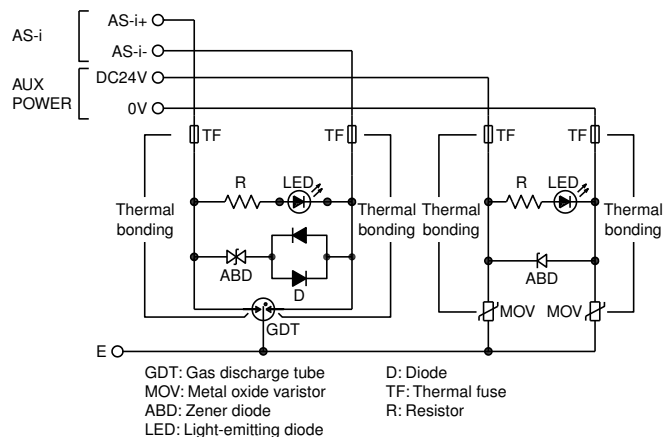 AS-i
AS-i+
AS-i-
AUX
POWER
DC24V
0V
TF
TF
TF
TF
R
LED
R
LED
Thermal
bonding
Thermal
bonding
Thermal
bonding
Thermal
bonding
ABD
D
ABD
GDT
MOV
MOV
E
GDT: Gas discharge tube
MOV: Metal oxide varistor
ABD: Zener diode
LED: Light-emitting diode
D: Diode
TF: Thermal fuse
R: Resistor